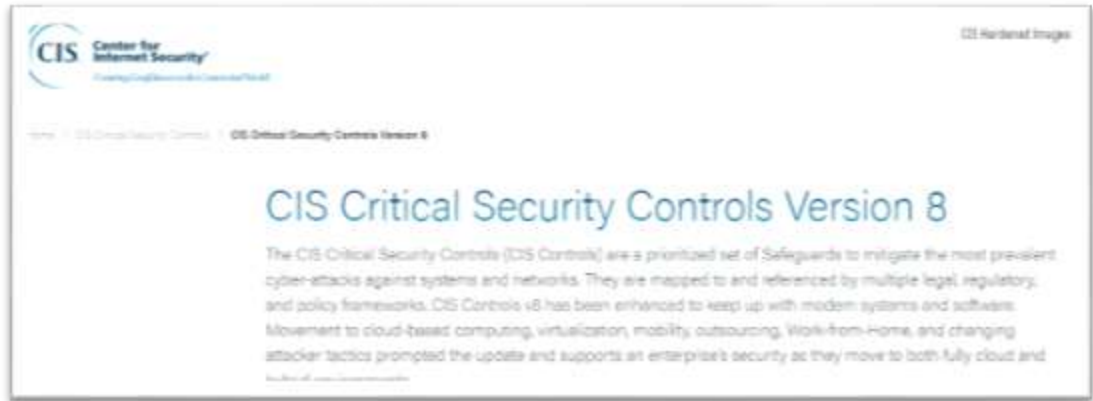 CIS Center for
Internet Security
CIS Hardened Images
Home / CIS Critical Security Controls / CIS Critical Security Controls Version 8
CIS Critical Security Controls Version 8
The CIS Critical Security Controls (CIS Controls) are a prioritized set of Safeguards to mitigate the most prevalent
cyber-attacks against systems and networks. They are mapped to and referenced by multiple legal, regulatory,
and policy frameworks. CIS Controls v8 has been enhanced to keep up with modern systems and software.
Movement to cloud-based computing, virtualization, mobility, outsourcing, Work-from-Home, and changing
attacker tactics prompted the update and supports an enterprise's security as they move to both fully cloud and